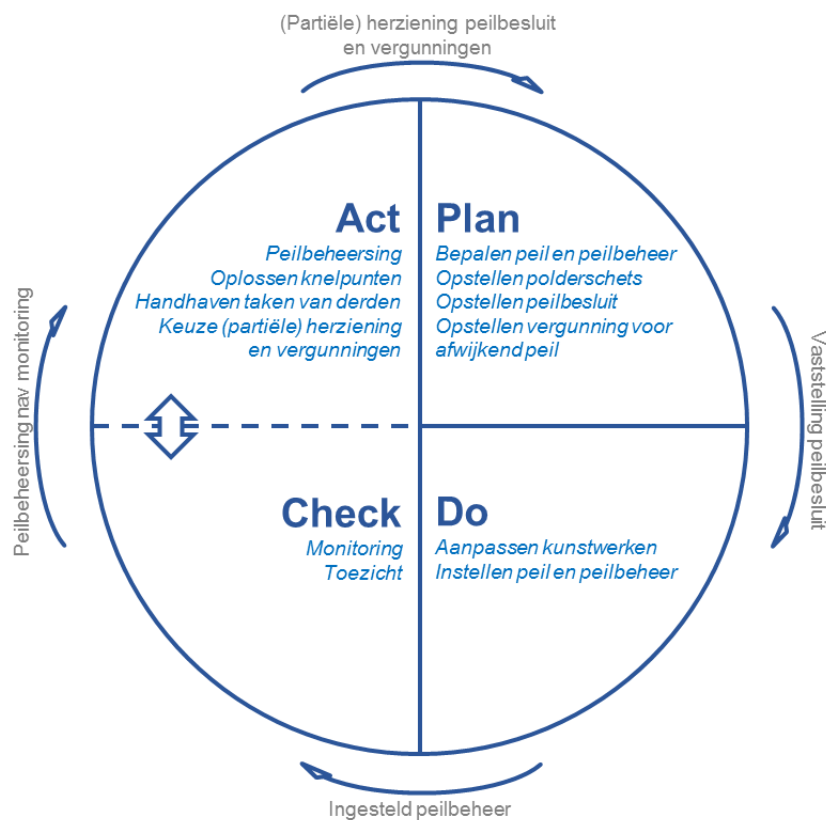 (Partiële) herziening peilbesluit
en vergunningen
Act
Peilbeheersing
Oplossen knelpunten
Handhaven taken van derden
Keuze (partiële) herziening
en vergunningen
Plan
Bepalen peil en peilbeheer
Opstellen polderschets
Opstellen peilbesluit
Opstellen vergunning voor
afwijkend peil
Vaststelling peilbesluit
Peilbeheersing nav monitoring
Check
Monitoring
Toezicht
Do
Aanpassen kunstwerken
Instellen peil en peilbeheer
Ingesteld peilbeheer